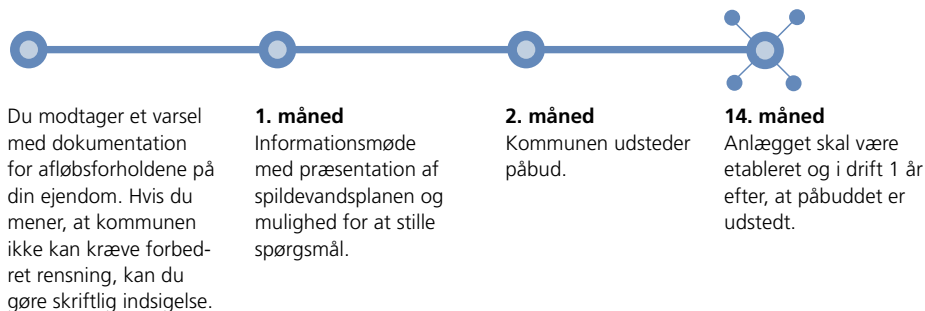 Du modtager et varsel
med dokumentation
for afløbsforholdene på
din ejendom. Hvis du
mener, at kommunen
ikke kan kræve forbed-
ret rensning, kan du
gøre skriftlig indsigelse.
1. måned
Informationsmøde
med præsentation af
spildevandsplanen og
mulighed for at stille
spørgsmål.
2. måned
Kommunen udsteder
påbud.
14. måned
Anlægget skal være
etableret og i drift 1 år
efter, at påbuddet er
udstedt.